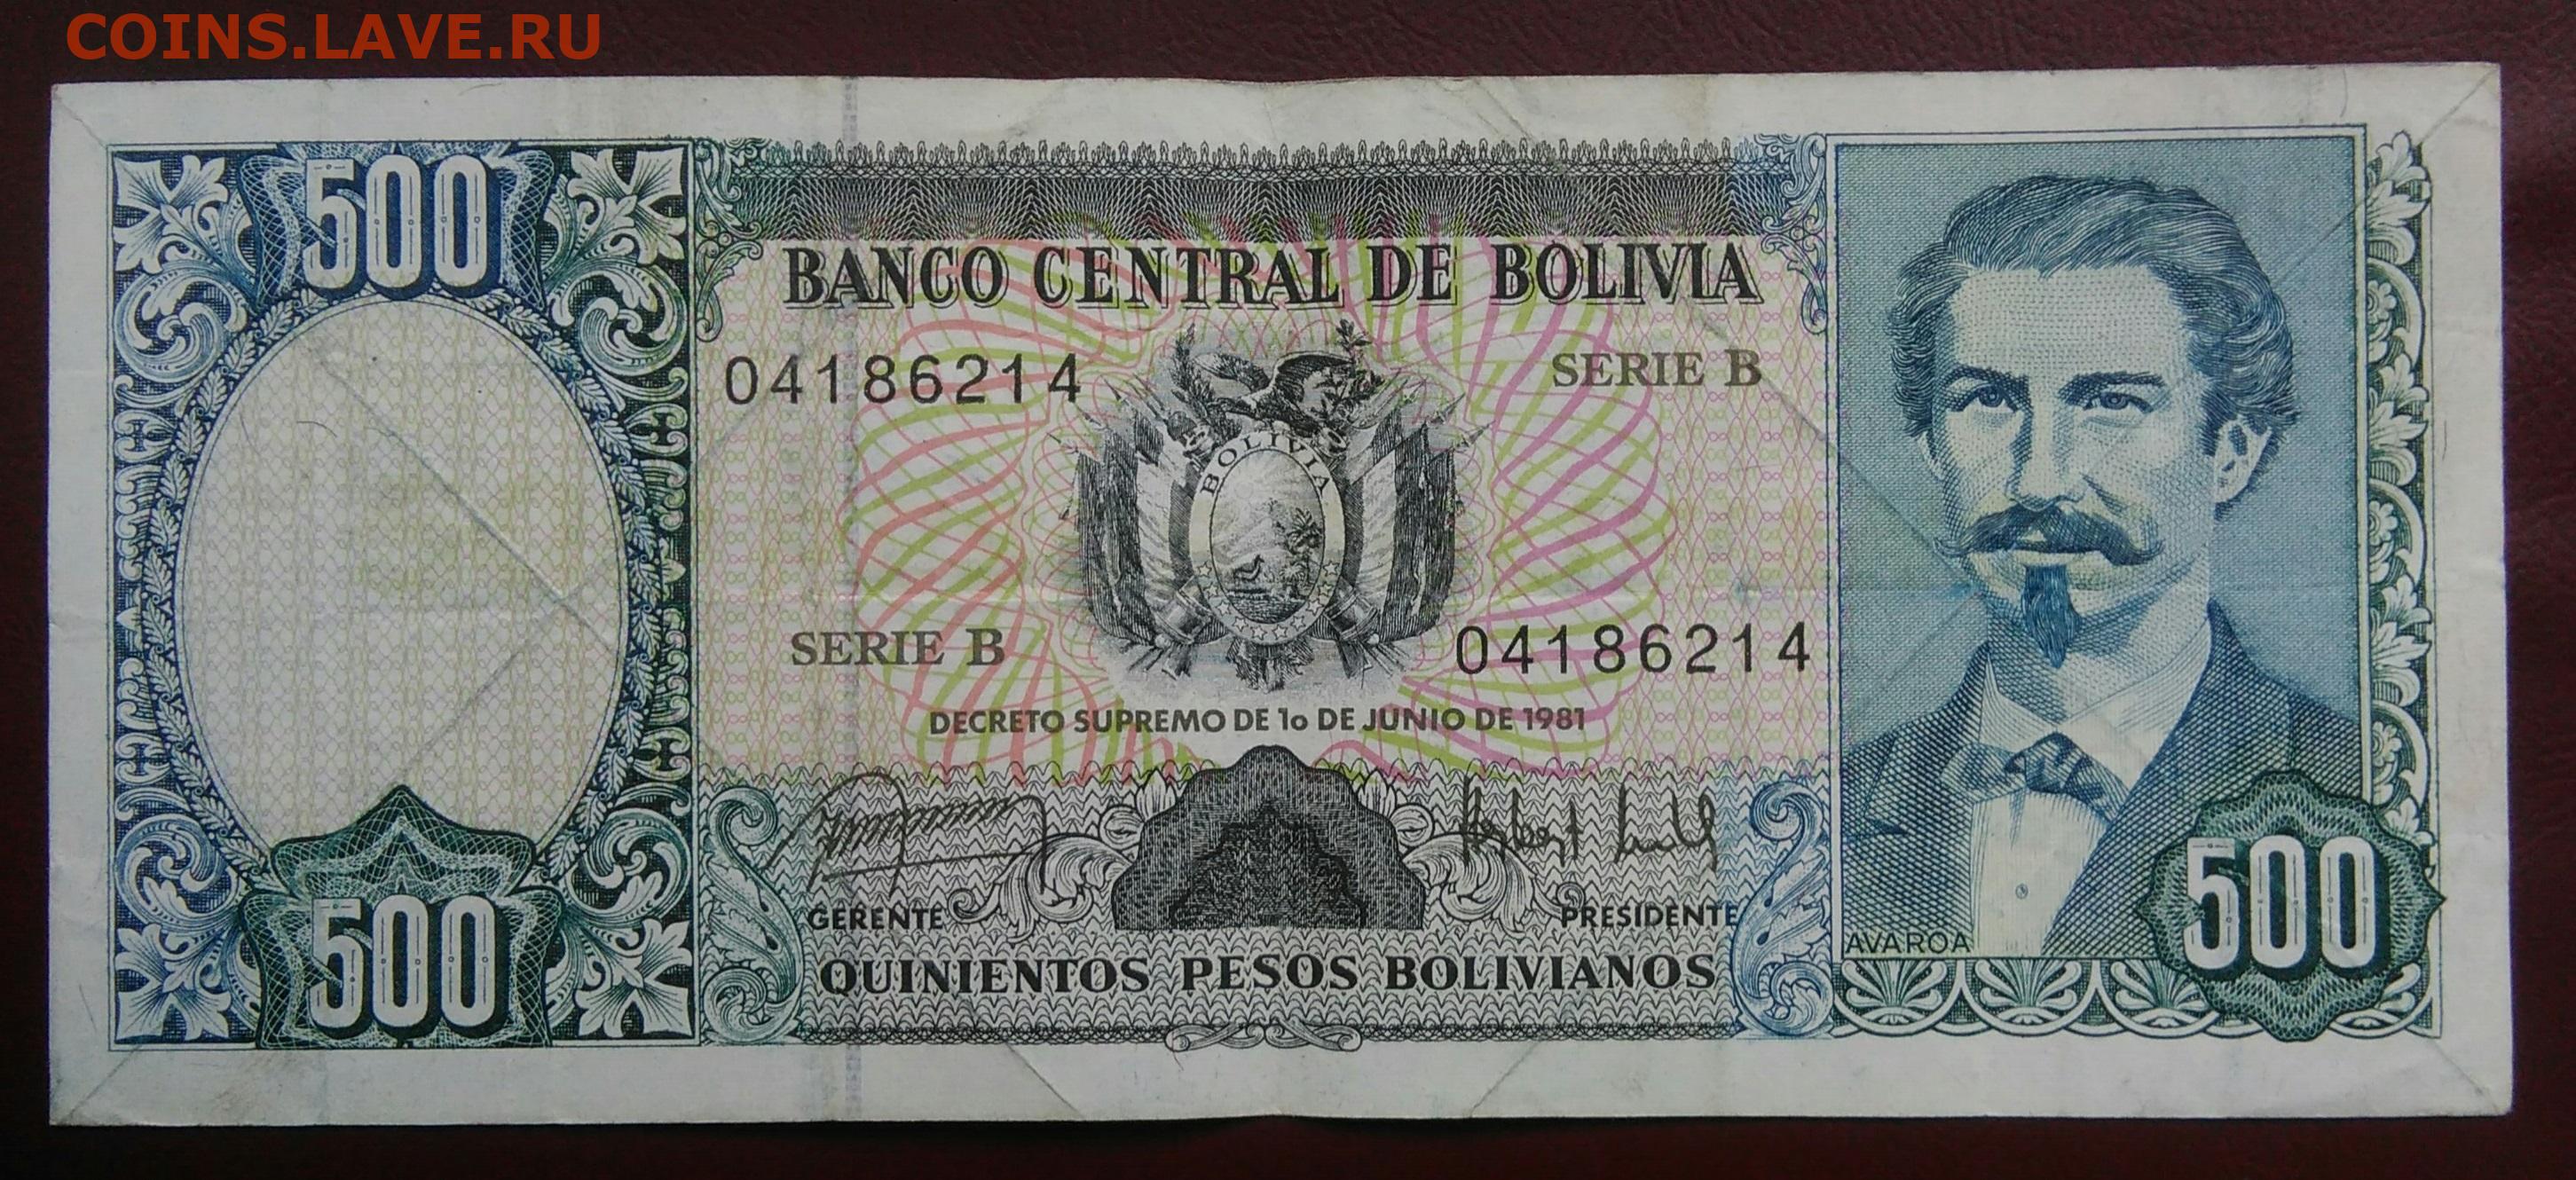 COINS.LAVE.RU
500
BANCO CENTRAL DE BOLIVIA
04186214
SERIE B
BOLIVIA
SERIE B
04186214
DECRETO SUPREMO DE 1o DE JUNIO DE 1981
GERENTE
PRESIDENTE
AVAROA
500
500
QUINIENTOS PESOS BOLIVIANOS